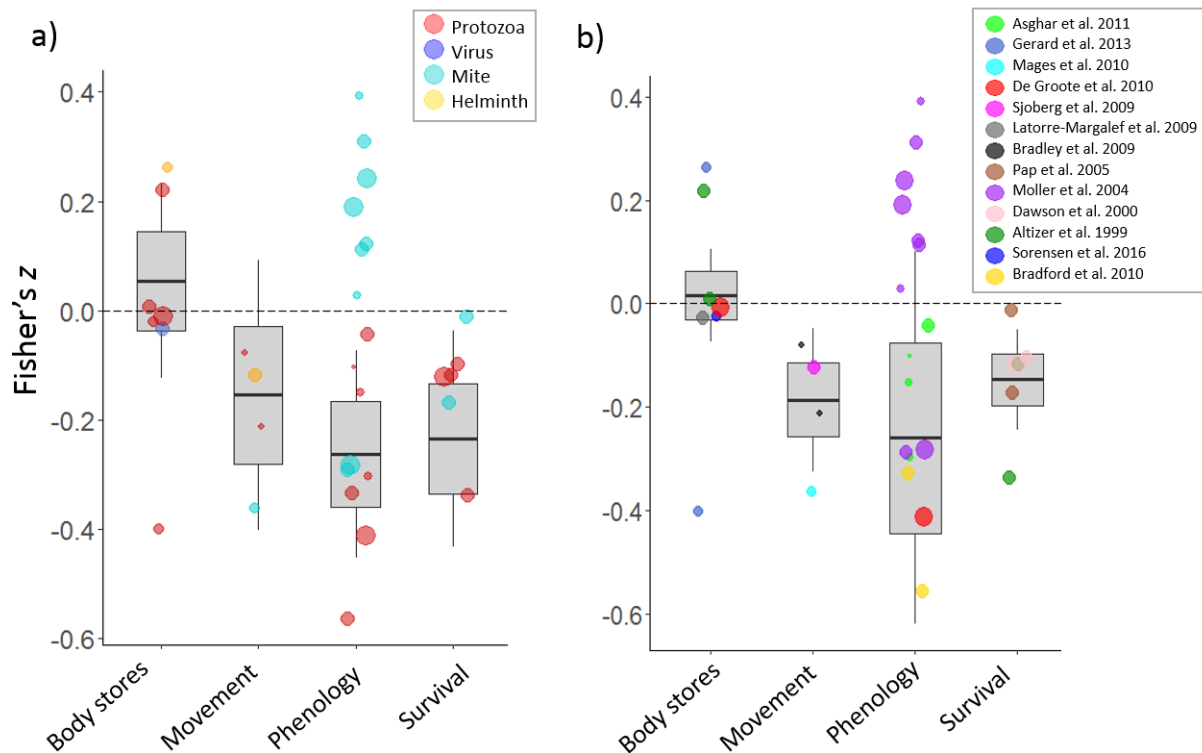 a)
Protozoa
Virus
Mite
Helminth
Fisher's z
0.4
0.2
0.0
-0.2
-0.4
-0.6
Body stores
Movement
Phenology
Survival
b)
Asghar et al. 2011
Gerard et al. 2013
Mages et al. 2010
De Groote et al. 2010
Sjoberg et al. 2009
Latorre-Margalef et al. 2009
Bradley et al. 2009
Pap et al. 2005
Moller et al. 2004
Dawson et al. 2000
Altizer et al. 1999
Sorensen et al. 2016
Bradford et al. 2010
0.4
0.2
0.0
-0.2
-0.4
-0.6
Body stores
Movement
Phenology
Survival